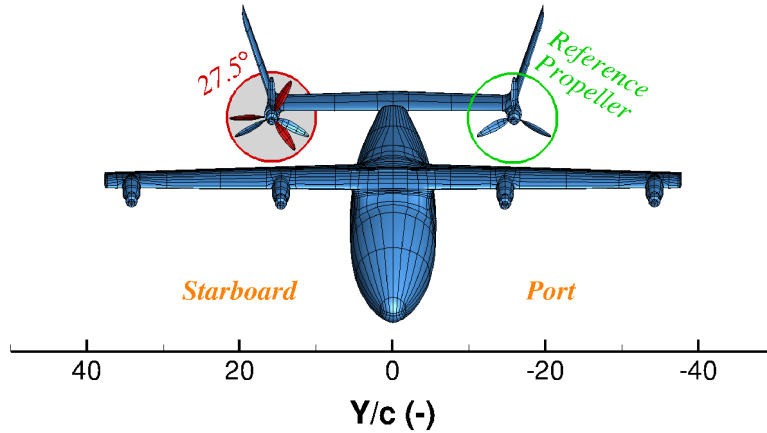 27.5°
Reference
Propeller
Starboard
Port
40 20 0 -20 -40
Y/c (-)